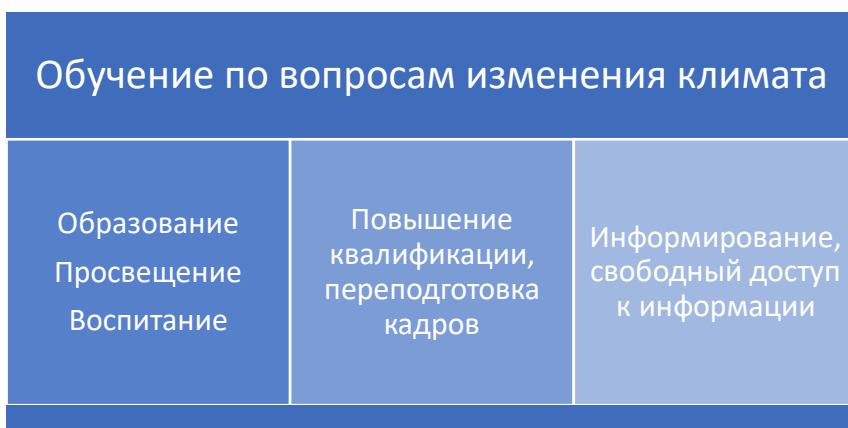 Обучение по вопросам изменения климата
Образование
Просвещение
Воспитание
Повышение
квалификации,
переподготовка
кадров
Информирование,
свободный доступ
к информации